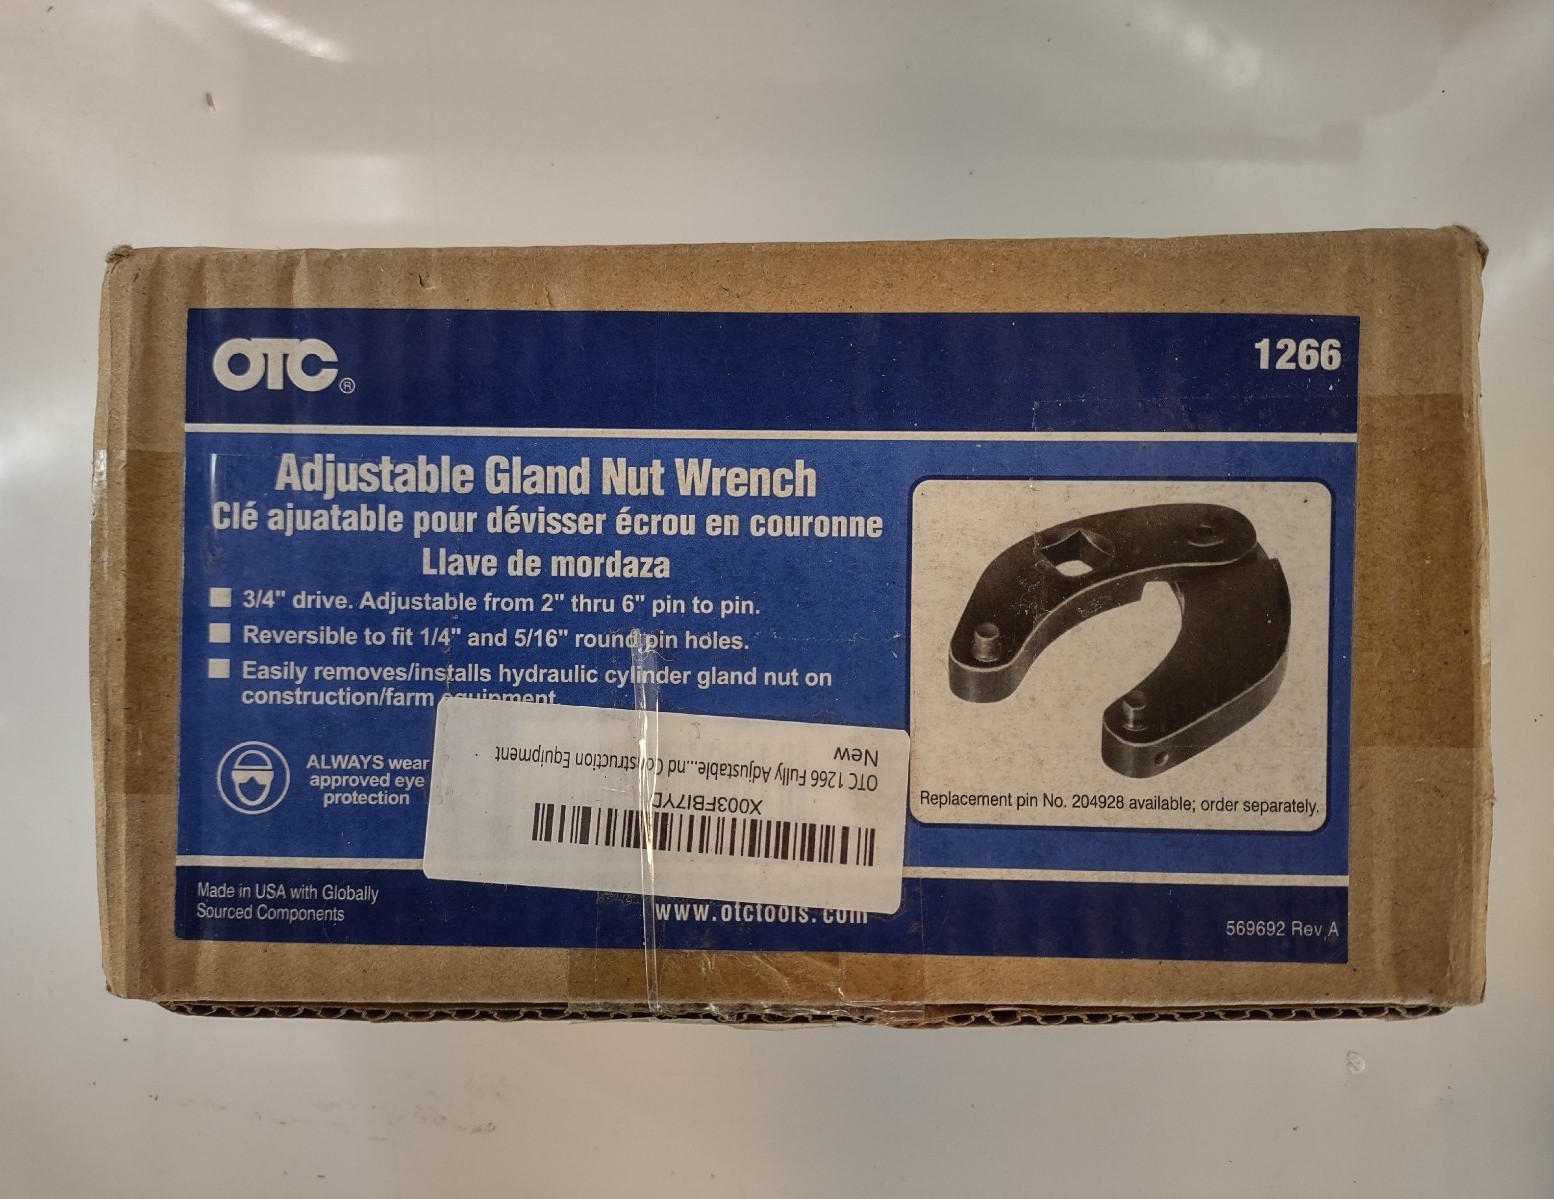 OTC®
1266
Adjustable Gland Nut Wrench
Clé ajuatable pour dévisser écrou en couronne
Llave de mordaza
3/4" drive. Adjustable from 2" thru 6" pin to pin.
Reversible to fit 1/4" and 5/16" round pin holes.
Easily removes/installs hydraulic cylinder gland nut on
construction/farm equipment
ALWAYS wear
approved eye
protection
Replacement pin No. 204928 available; order separately.
OTC 1266 Fully Adjustable...nd Construction Equipment
New
Made in USA with Globally
Sourced Components
www.otctools.com
569692 Rev A